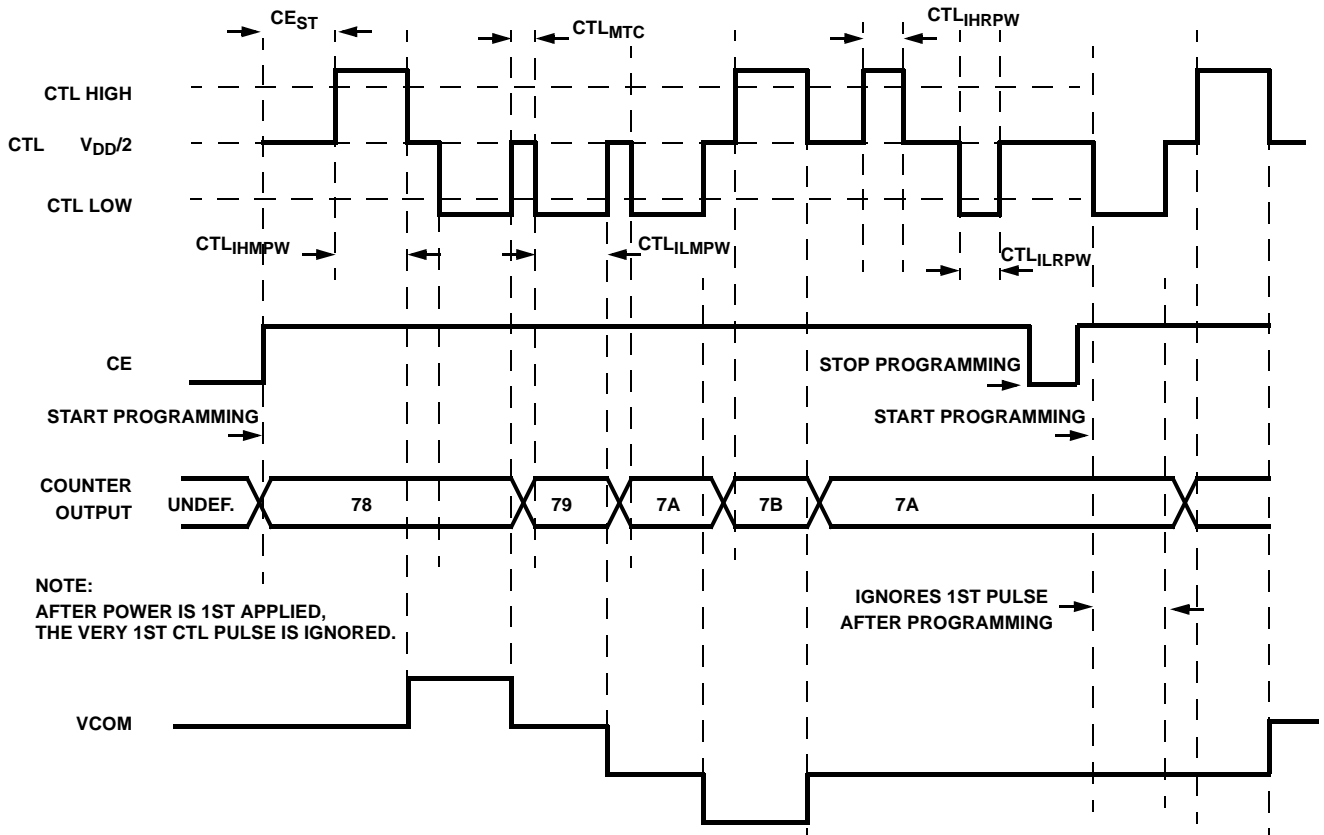 CE_ST
CTL_MTC
CTL_IHRPW
CTL HIGH
CTL V_DD/2
CTL LOW
CTL_IHMPW
CTL_ILMPW
CTL_ILRPW
CE
STOP PROGRAMMING
START PROGRAMMING
START PROGRAMMING
COUNTER
OUTPUT
UNDEF.
78
79
7A
7B
7A
NOTE:
AFTER POWER IS 1ST APPLIED,
THE VERY 1ST CTL PULSE IS IGNORED.
IGNORES 1ST PULSE
AFTER PROGRAMMING
VCOM